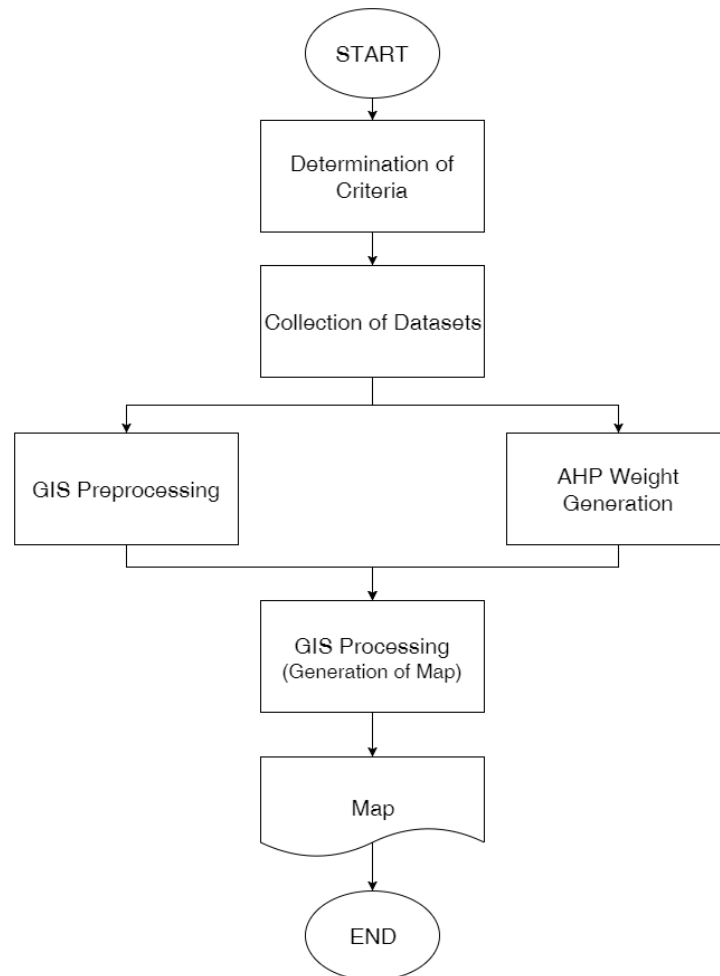 START
Determination of
Criteria
Collection of Datasets
GIS Preprocessing
AHP Weight
Generation
GIS Processing
(Generation of Map)
Map
END